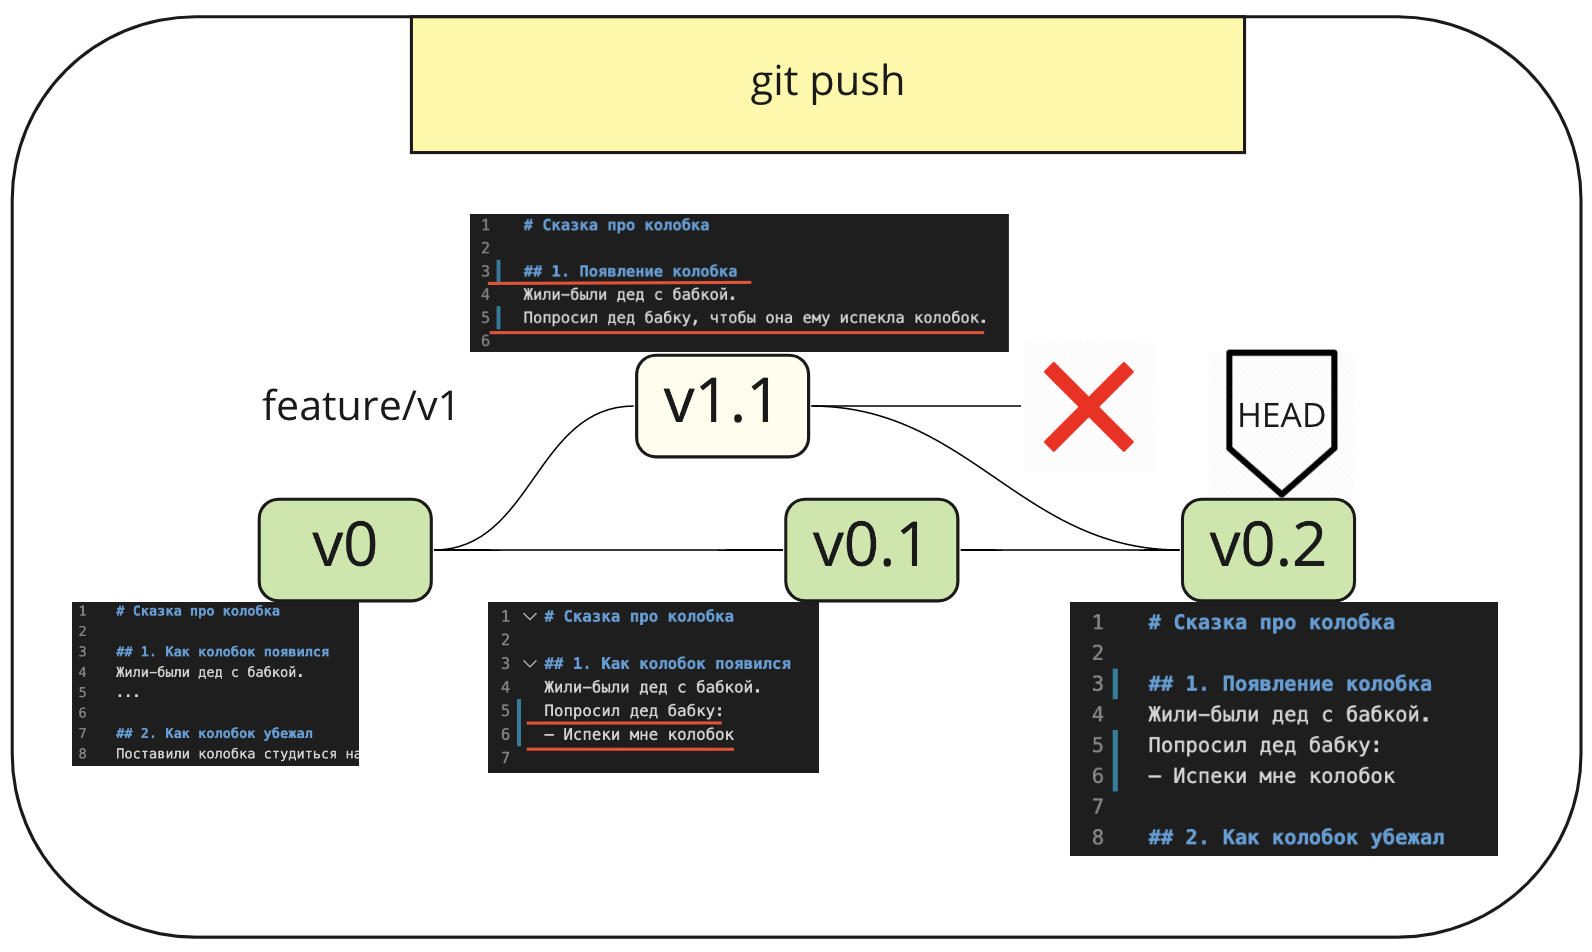 git push
1 # Сказка про колобка
2
3 ## 1. Появление колобка
4 Жили-были дед с бабкой.
5 Попросил дед бабку, чтобы она ему испекла колобок.
6
feature/v1
v1.1
HEAD
v0
v0.1
v0.2
1 # Сказка про колобка
2
3 ## 1. Как колобок появился
4 Жили-были дед с бабкой.
5 ...
6
7 ## 2. Как колобок убежал
8 Поставили колобка студиться на
1 # Сказка про колобка
2
3 ## 1. Как колобок появился
4 Жили-были дед с бабкой.
5 Попросил дед бабку:
6 – Испеки мне колобок
7
1 # Сказка про колобка
2
3 ## 1. Появление колобка
4 Жили-были дед с бабкой.
5 Попросил дед бабку:
6 – Испеки мне колобок
7
8 ## 2. Как колобок убежал